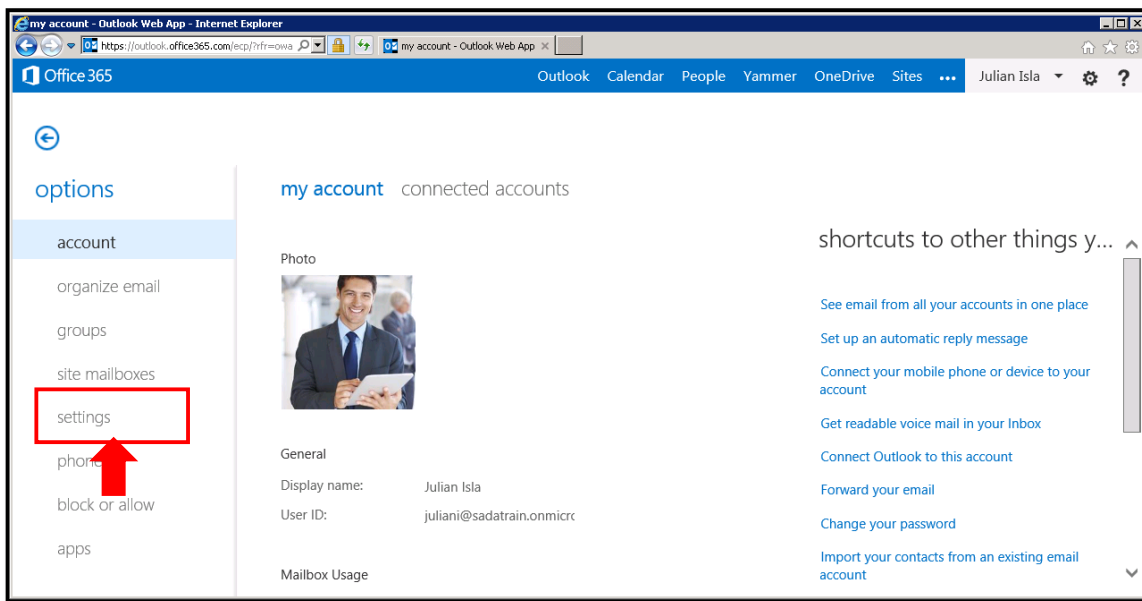 my account - Outlook Web App - Internet Explorer
https://outlook.office365.com/ecp/?rfr=owa my account - Outlook Web App
Office 365 Outlook Calendar People Yammer OneDrive Sites ... Julian Isla ?
options
my account connected accounts
account
organize email
groups
site mailboxes
settings
block or allow
apps
Photo
General
Display name: Julian Isla
User ID: juliani@sadatrain.onmicr
Mailbox Usage
shortcuts to other things y...
See email from all your accounts in one place
Set up an automatic reply message
Connect your mobile phone or device to your
account
Get readable voice mail in your Inbox
Connect Outlook to this account
Forward your email
Change your password
Import your contacts from an existing email
account